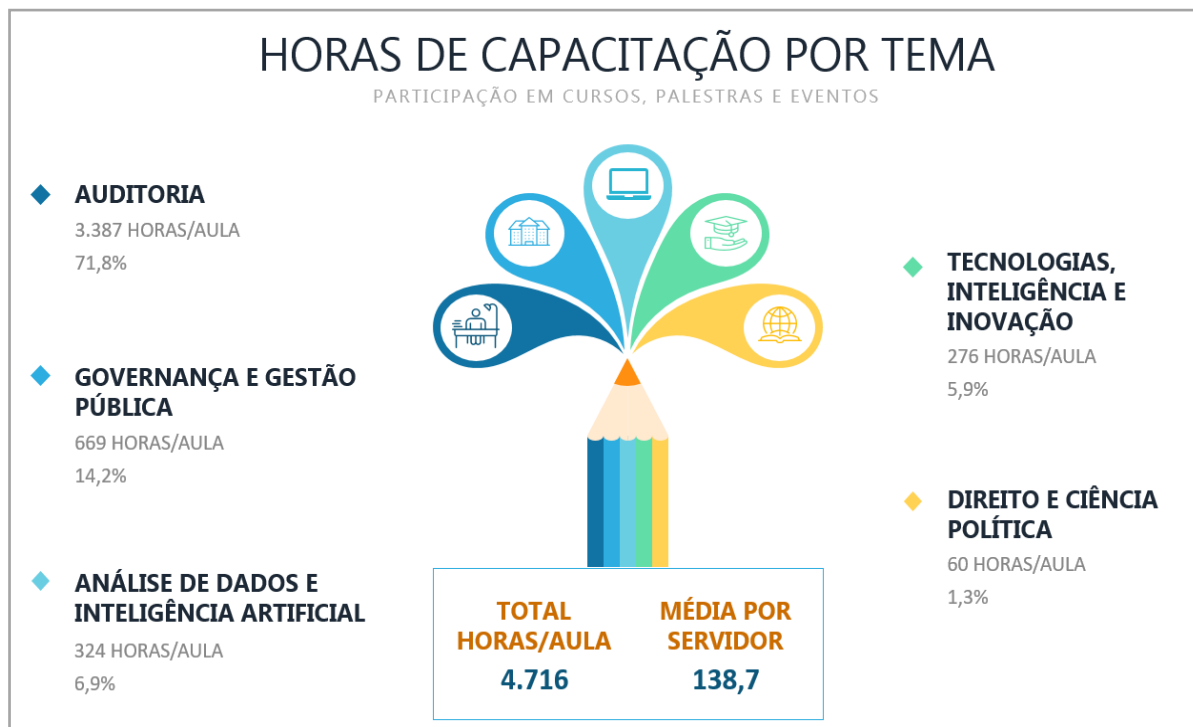 HORAS DE CAPACITAÇÃO POR TEMA
PARTICIPAÇÃO EM CURSOS, PALESTRAS E EVENTOS
AUDITORIA
3.387 HORAS/AULA
71,8%
GOVERNANÇA E GESTÃO
PÚBLICA
669 HORAS/AULA
14,2%
ANÁLISE DE DADOS E
INTELIGÊNCIA ARTIFICIAL
324 HORAS/AULA
6,9%
TECNOLOGIAS,
INTELIGÊNCIA E
INOVAÇÃO
276 HORAS/AULA
5,9%
DIREITO E CIÊNCIA
POLÍTICA
60 HORAS/AULA
1,3%
TOTAL
HORAS/AULA
4.716
MÉDIA POR
SERVIDOR
138,7